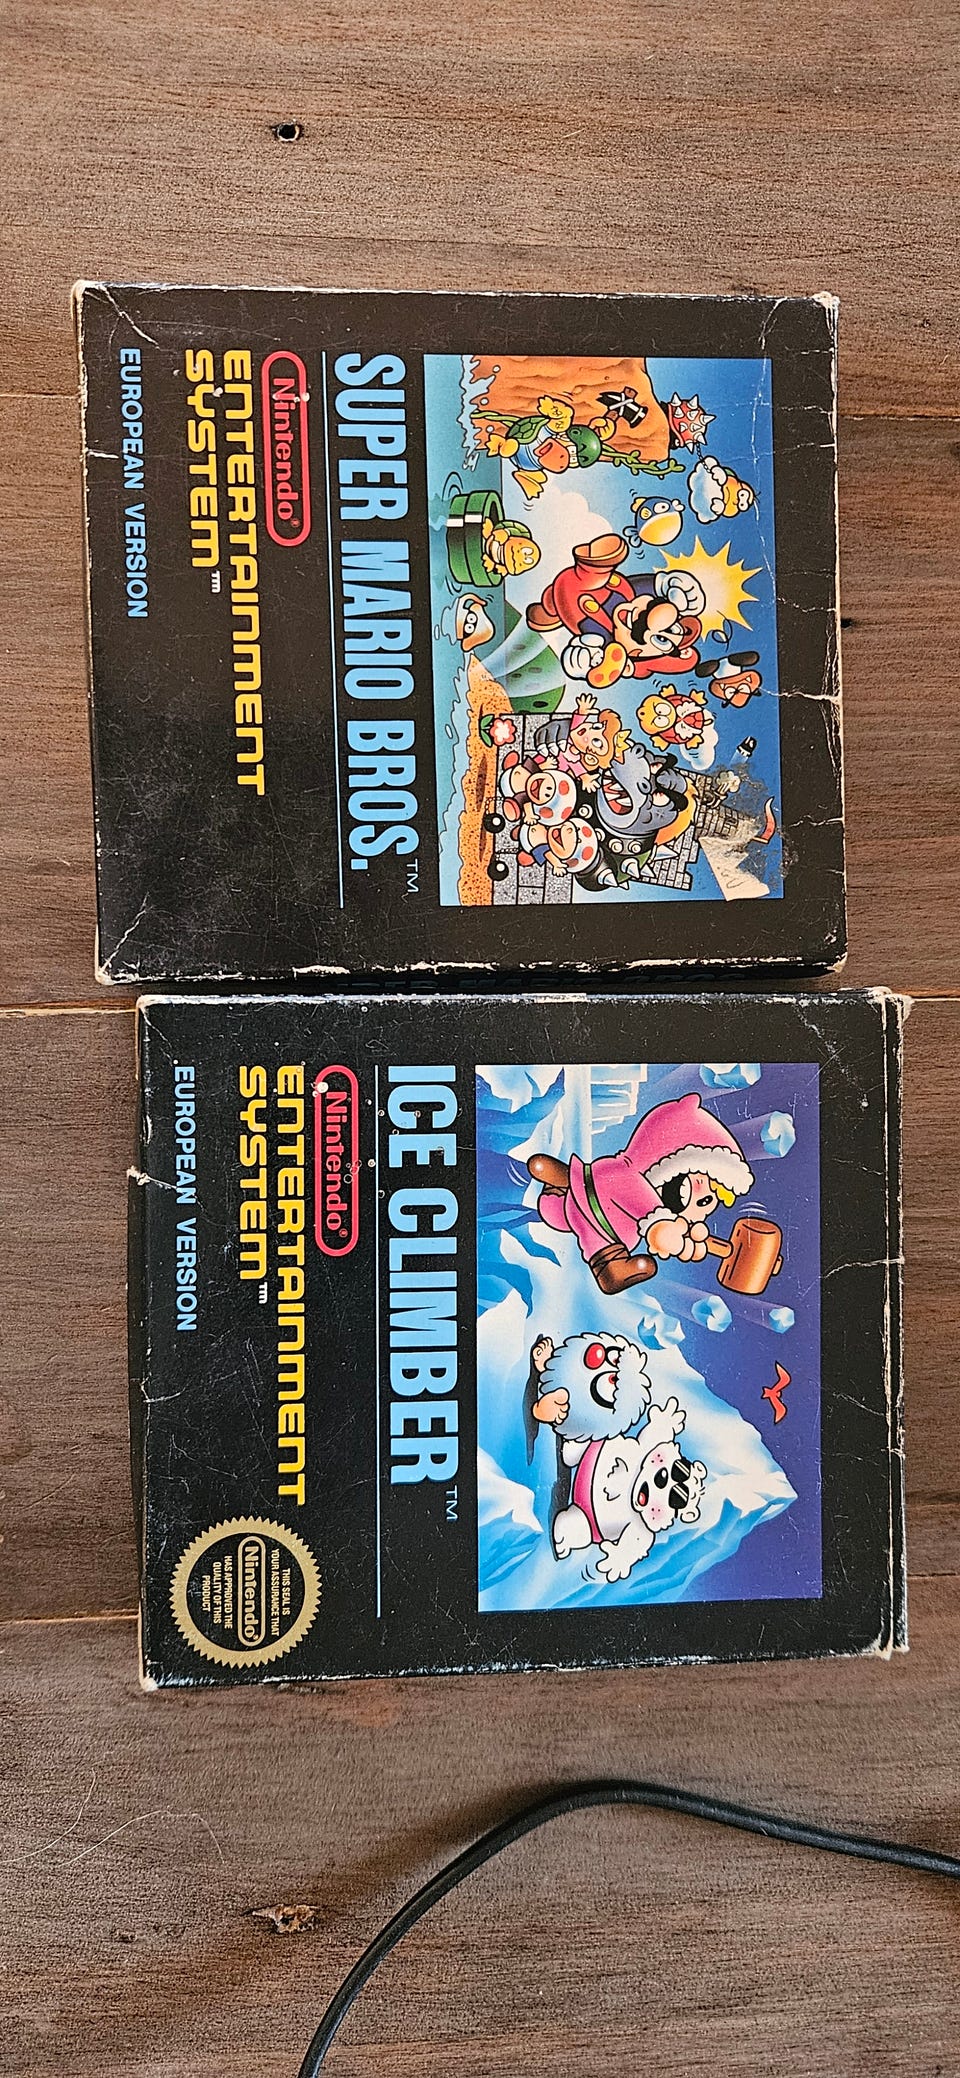 SUPER MARIO BROS.™
Nintendo®
ENTERTAINMENT
SYSTEM™
EUROPEAN VERSION
ICE CLIMBER™
Nintendo®
ENTERTAINMENT
SYSTEM™
EUROPEAN VERSION
THIS SEAL IS
YOUR ASSURANCE THAT
Nintendo®
HAS APPROVED THE
QUALITY OF THIS
PRODUCT